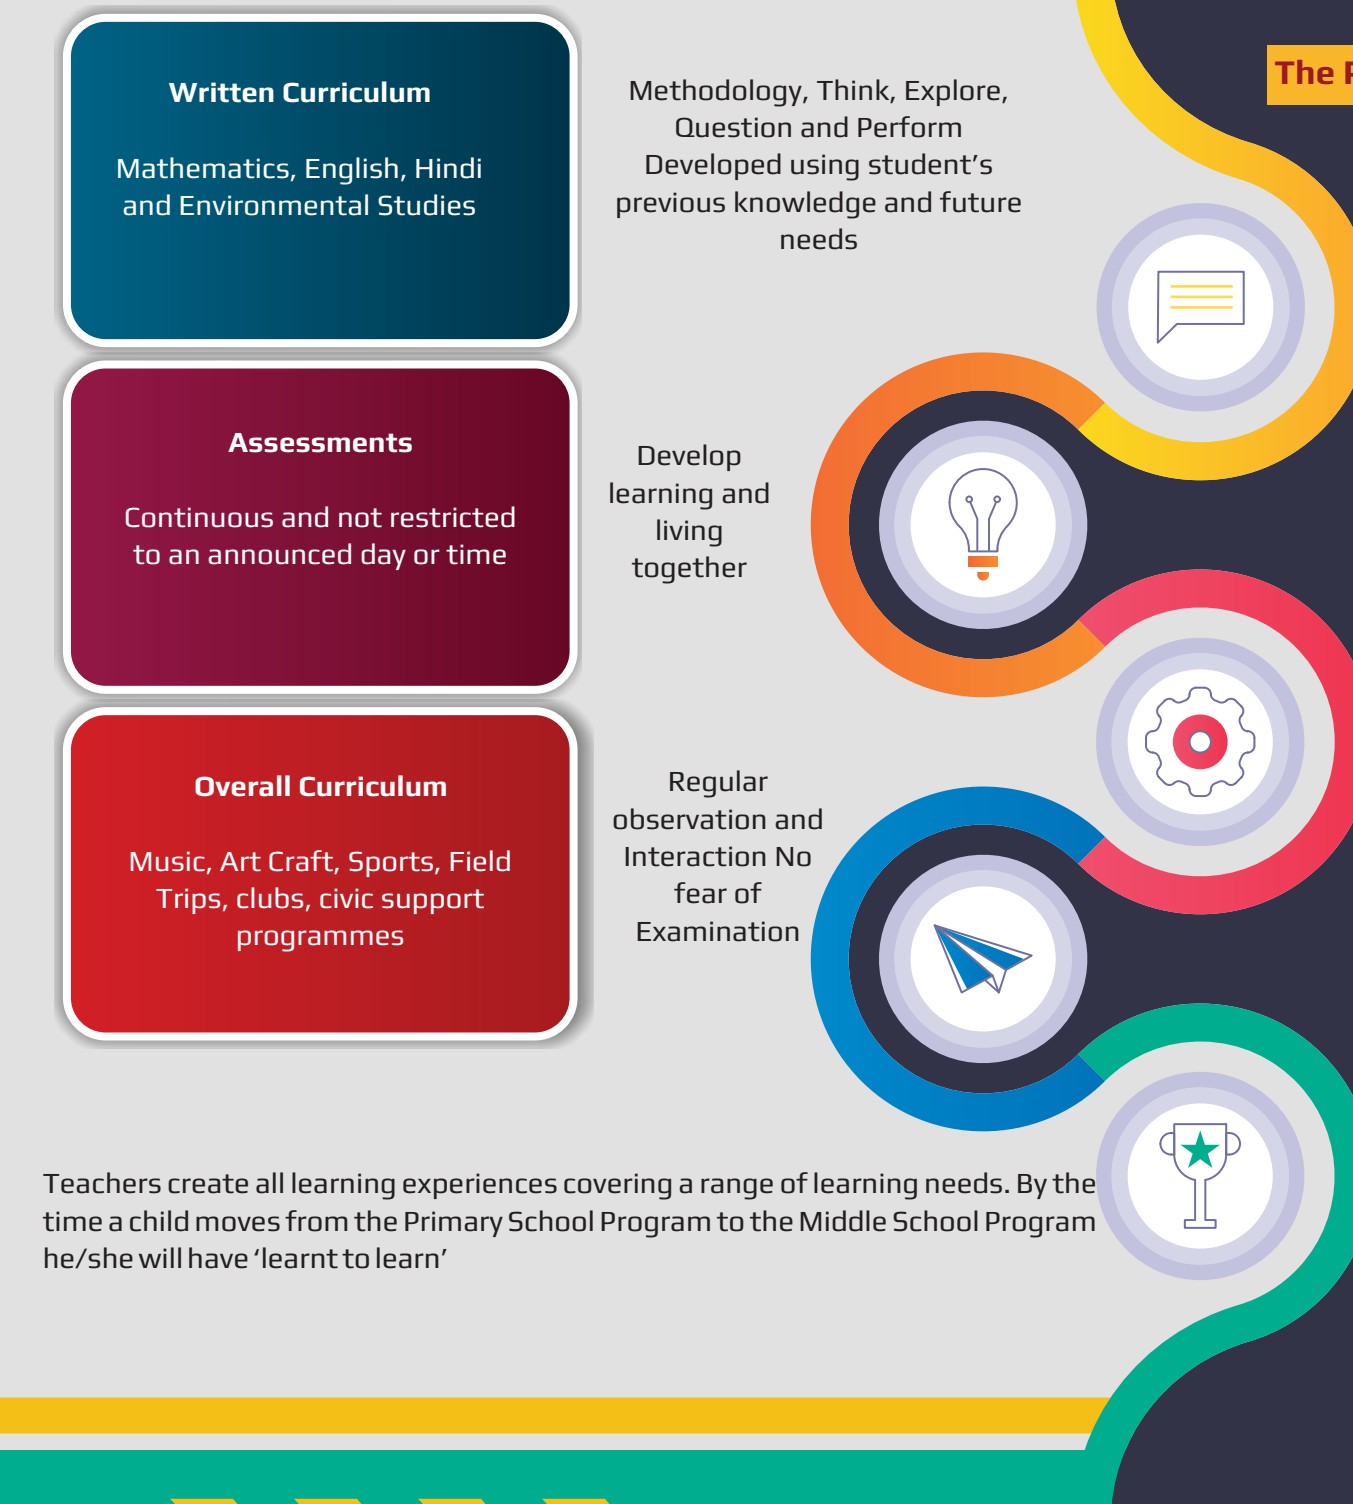 Written Curriculum
Mathematics, English, Hindi
and Environmental Studies
Methodology, Think, Explore,
Question and Perform
Developed using student's
previous knowledge and future
needs
The
Assessments
Continuous and not restricted
to an announced day or time
Develop
learning and
living
together
Overall Curriculum
Music, Art Craft, Sports, Field
Trips, clubs, civic support
programmes
Regular
observation and
Interaction No
fear of
Examination
Teachers create all learning experiences covering a range of learning needs. By the
time a child moves from the Primary School Program to the Middle School Program
he/she will have ‘learnt to learn’